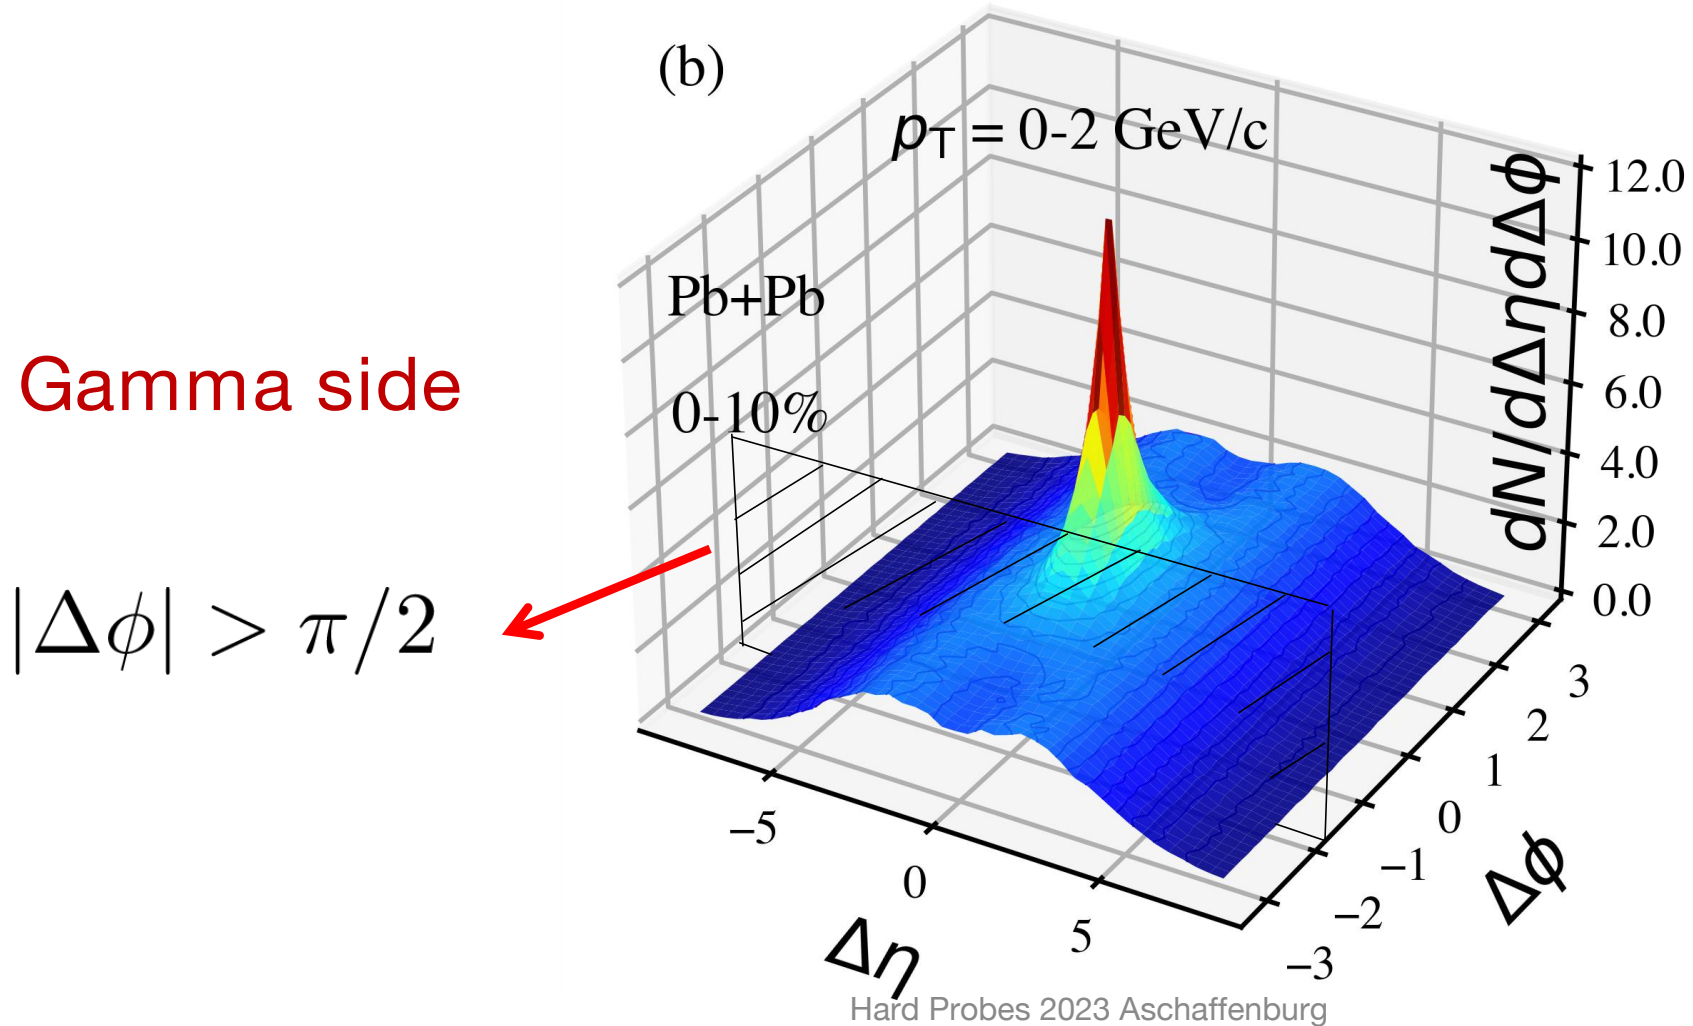 (b)
p_T = 0-2 GeV/c
Pb+Pb
0-10%
Gamma side
|Δϕ| > π/2
dN/dΔηdΔϕ
12.0
10.0
8.0
6.0
4.0
2.0
0.0
3
2
1
0
−1
−2
−3
Δϕ
−5
0
5
Δη
Hard Probes 2023 Aschaffenburg